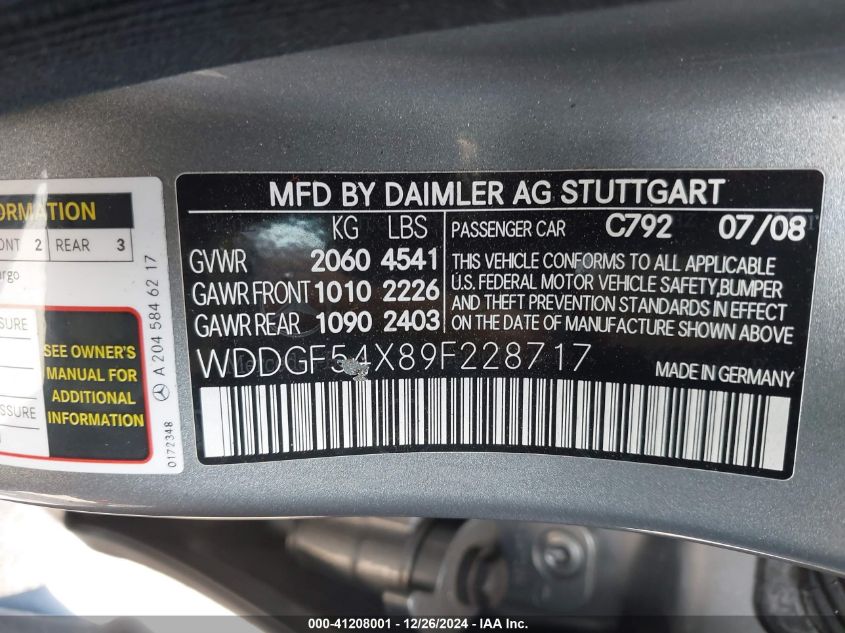 ORMATION
ONT 2 REAR 3
argo
SSURE
SEE OWNER'S
MANUAL FOR
ADDITIONAL
INFORMATION
SSURE
A 204 584 62 17
0172348
MFD BY DAIMLER AG STUTTGART
KG LBS
GVWR 2060 4541
GAWR FRONT 1010 2226
GAWR REAR 1090 2403
PASSENGER CAR C792 07/08
THIS VEHICLE CONFORMS TO ALL APPLICABLE
U.S. FEDERAL MOTOR VEHICLE SAFETY,BUMPER
AND THEFT PREVENTION STANDARDS IN EFFECT
ON THE DATE OF MANUFACTURE SHOWN ABOVE
WDDGF54X89F228717
MADE IN GERMANY
000-41208001 - 12/26/2024 - IAA Inc.